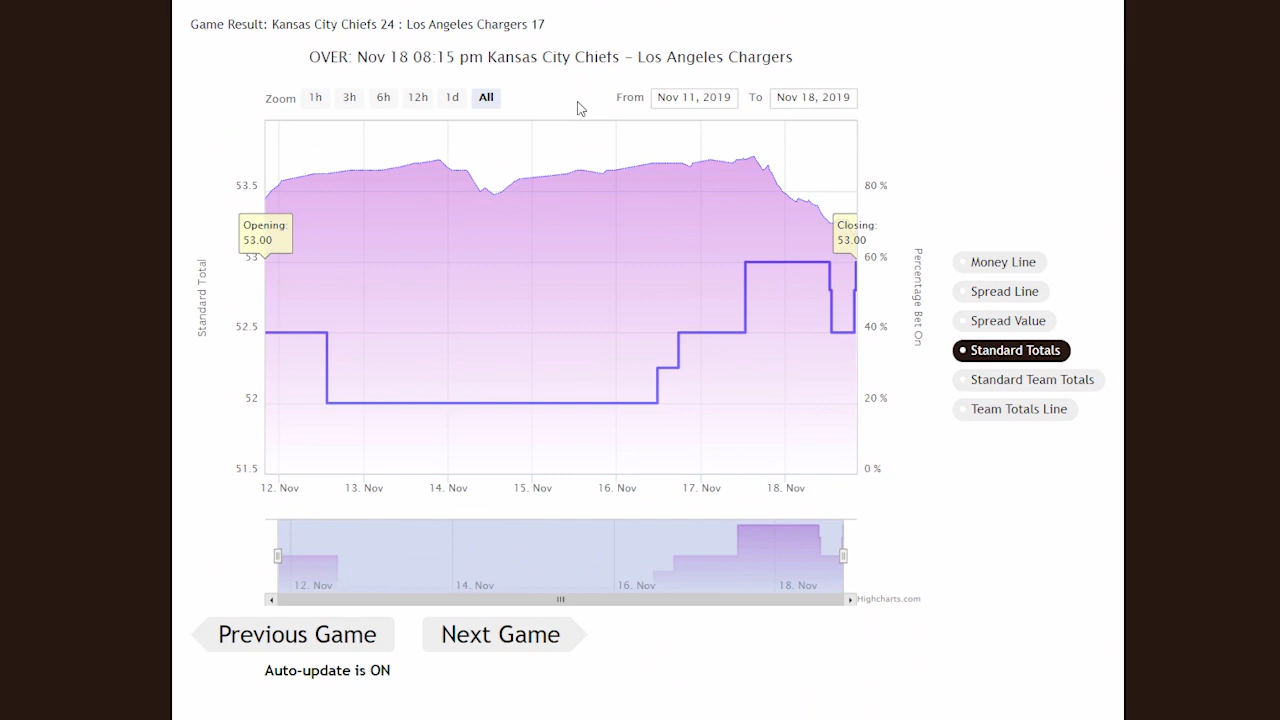 Game Result: Kansas City Chiefs 24 : Los Angeles Chargers 17
OVER: Nov 18 08:15 pm Kansas City Chiefs – Los Angeles Chargers
Zoom 1h 3h 6h 12h 1d All From Nov 11, 2019 To Nov 18, 2019
53.5 80 %
Opening:
53.00
Closing:
53.00
53 60 %
Standard Total
Percentage Bet On
52.5 40 %
52 20 %
51.5 0 %
12. Nov 13. Nov 14. Nov 15. Nov 16. Nov 17. Nov 18. Nov
Money Line
Spread Line
Spread Value
Standard Totals
Standard Team Totals
Team Totals Line
12. Nov 14. Nov 16. Nov 18. Nov
Highcharts.com
Previous Game Next Game
Auto-update is ON